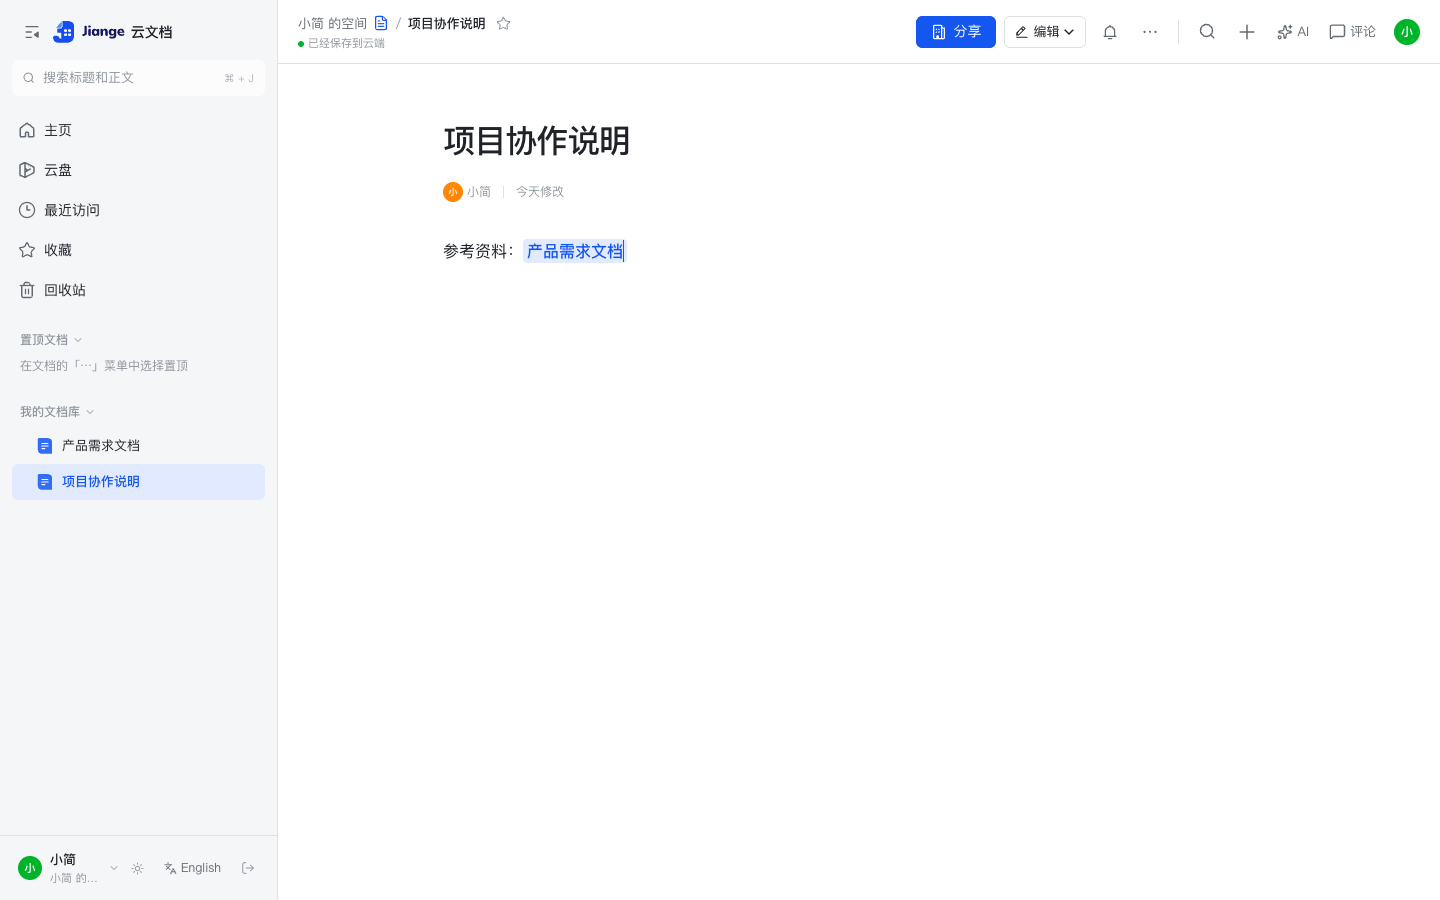 Jiange 云文档
搜索标题和正文 ⌘ + J
主页
云盘
最近访问
收藏
回收站
置顶文档
在文档的「…」菜单中选择置顶
我的文档库
产品需求文档
项目协作说明
小 小简
小简 的...
English
小简 的空间 / 项目协作说明
已经保存到云端
分享 编辑 AI 评论 小
项目协作说明
小 小简 今天修改
参考资料： 产品需求文档